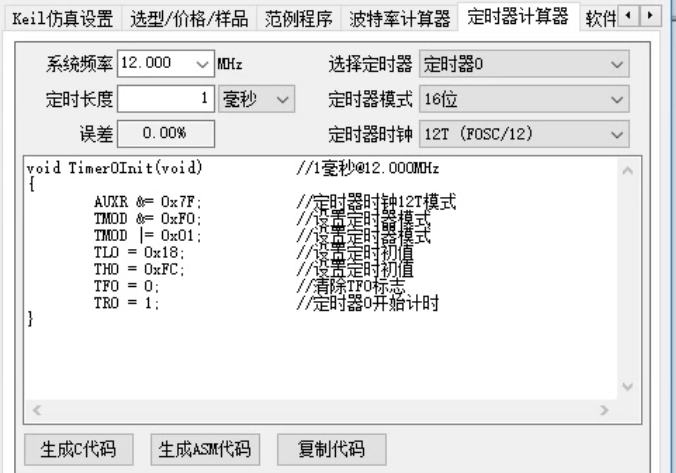 Keil仿真设置 选型/价格/样品 范例程序 波特率计算器 定时器计算器 软件
系统频率 12.000 MHz 选择定时器 定时器0
定时长度 1 毫秒 定时器模式 16位
误差 0.00% 定时器时钟 12T (FOSC/12)
void Timer0Init(void) //1毫秒@12.000MHz
{
AUXR &= 0x7F; //定时器时钟12T模式
TMOD &= 0xF0; //设置定时器模式
TMOD |= 0x01; //设置定时器模式
TL0 = 0x18; //设置定时初值
TH0 = 0xFC; //设置定时初值
TF0 = 0; //清除TF0标志
TR0 = 1; //定时器0开始计时
}
生成C代码 生成ASM代码 复制代码